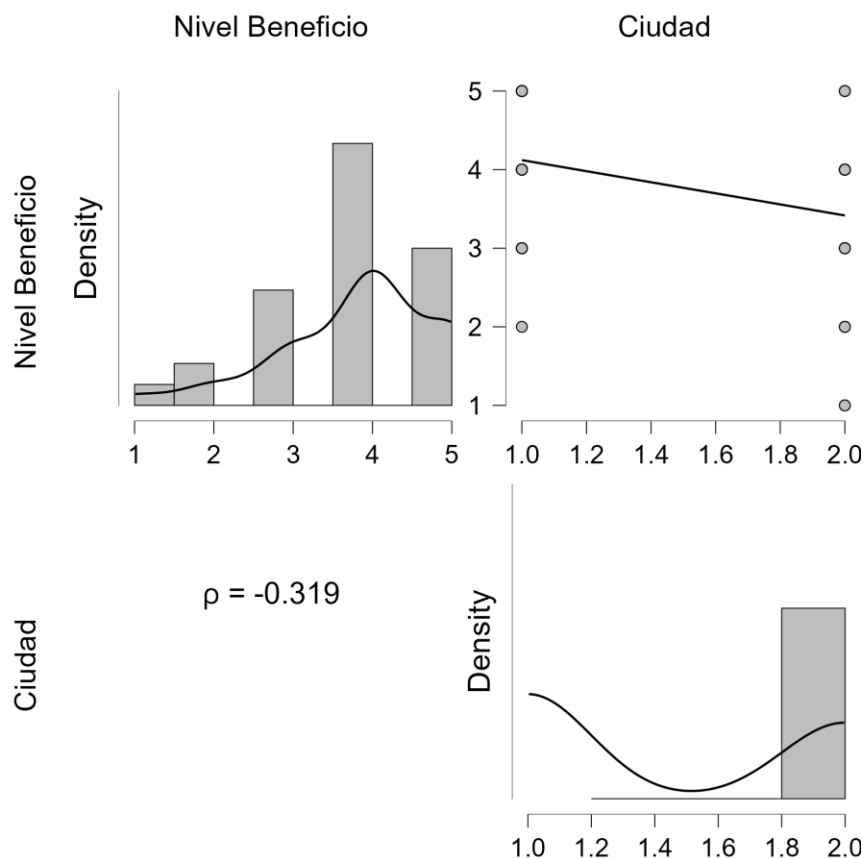 Nivel Beneficio
Ciudad
Nivel Beneficio
Density
1 2 3 4 5
5
4
3
2
1
1.0 1.2 1.4 1.6 1.8 2.0
Ciudad
ρ = -0.319
Density
1.0 1.2 1.4 1.6 1.8 2.0